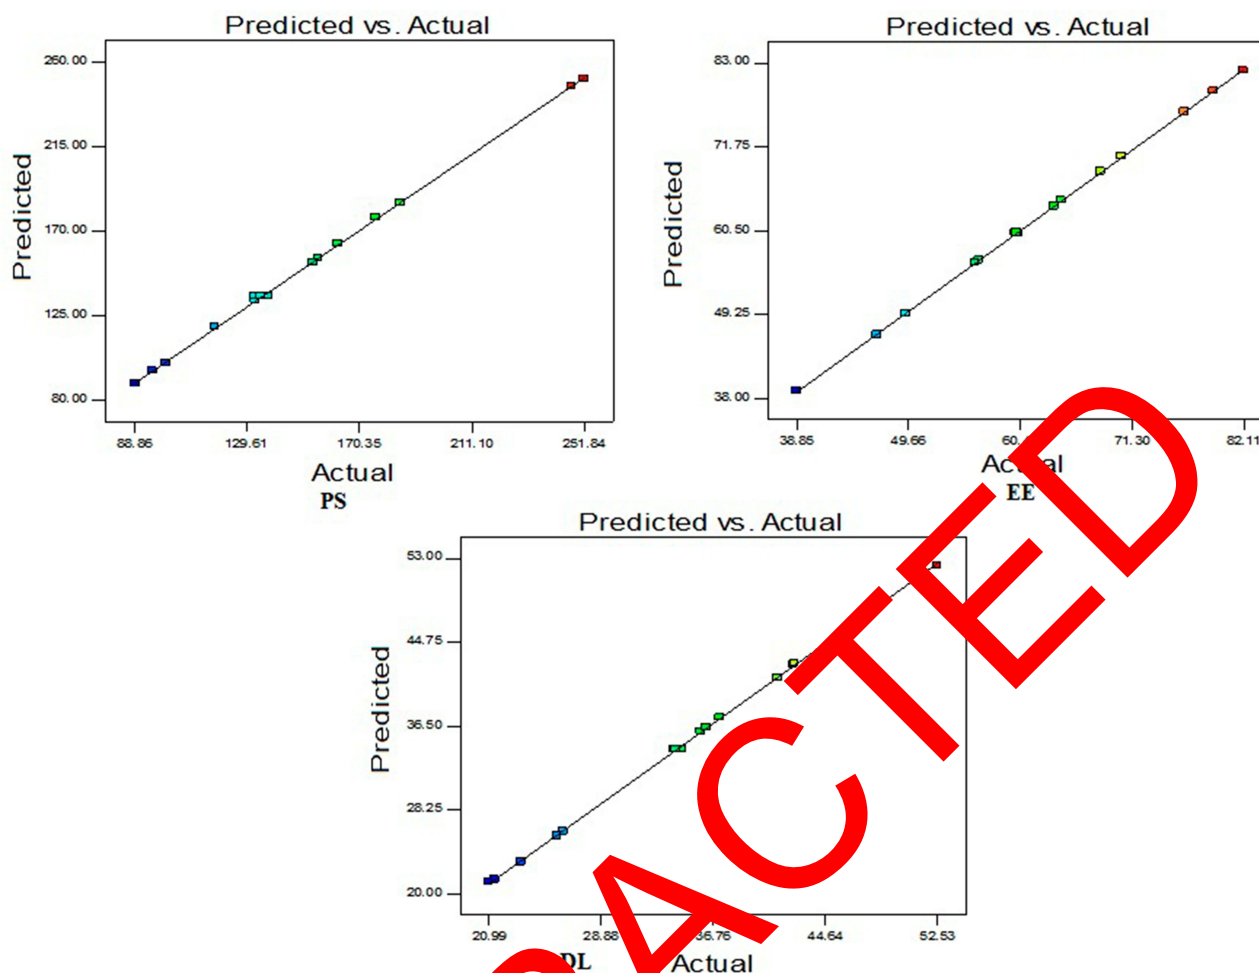 Predicted vs. Actual
260.00
215.00
170.00
125.00
80.00
Predicted
88.86 129.61 170.35 211.10 251.84
Actual
PS
Predicted vs. Actual
83.00
71.75
60.50
49.25
38.00
Predicted
38.85 49.66 71.30 82.11
Actual
EE
Predicted vs. Actual
53.00
44.75
36.50
28.25
20.00
Predicted
20.99 28.88 36.76 44.64 52.53
DL Actual
ACTED